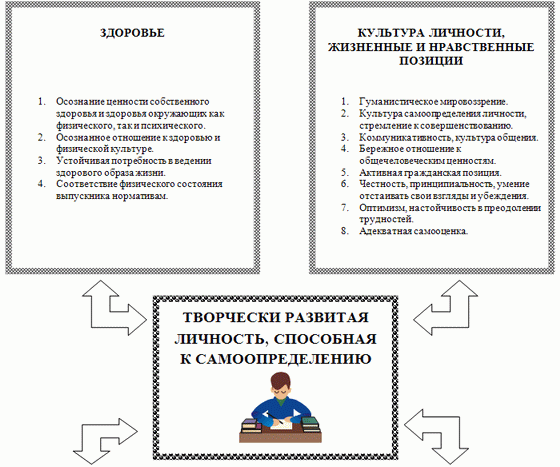 ЗДОРОВЬЕ
1. Осознание ценности собственного
здоровья и здоровья окружающих как
физического, так и психического.
2. Осознанное отношение к здоровью и
физической культуре.
3. Устойчивая потребность в ведении
здорового образа жизни.
4. Соответствие физического состояния
выпускника нормативам.
КУЛЬТУРА ЛИЧНОСТИ,
ЖИЗНЕННЫЕ И НРАВСТВЕННЫЕ
ПОЗИЦИИ
1. Гуманистическое мировоззрение.
2. Культура самоопределения личности,
стремление к совершенствованию.
3. Коммуникативность, культура общения.
4. Бережное отношение к
общечеловеческим ценностям.
5. Активная гражданская позиция.
6. Честность, принципиальность, умение
отстаивать свои взгляды и убеждения.
7. Оптимизм, настойчивость в преодолении
трудностей.
8. Адекватная самооценка.
ТВОРЧЕСКИ РАЗВИТАЯ
ЛИЧНОСТЬ, СПОСОБНАЯ
К САМООПРЕДЕЛЕНИЮ